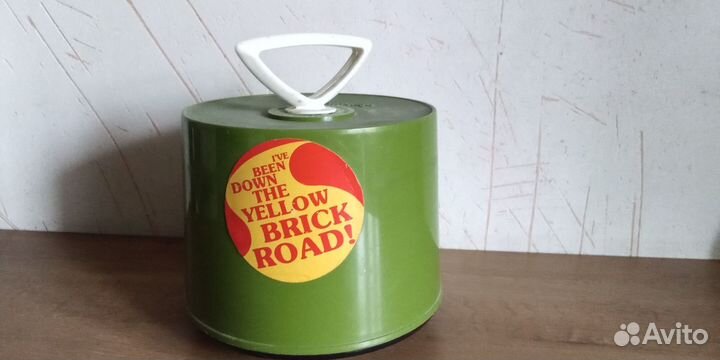 I'VE
BEEN
DOWN
THE
YELLOW
BRICK
ROAD!
Avito